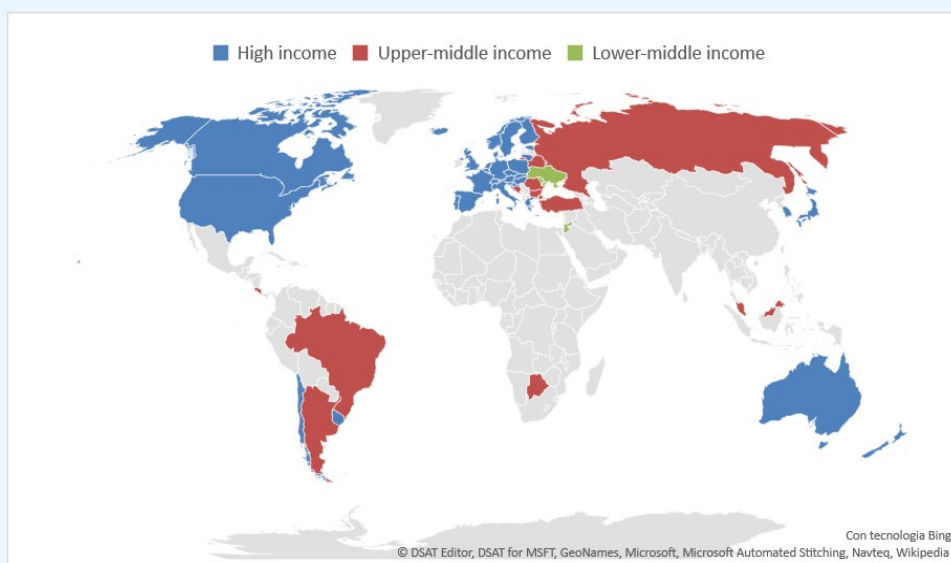 High income Upper-middle income Lower-middle income
Con tecnologia Bing
© DSAT Editor, DSAT for MSFT, GeoNames, Microsoft, Microsoft Automated Stitching, Navteq, Wikipedia